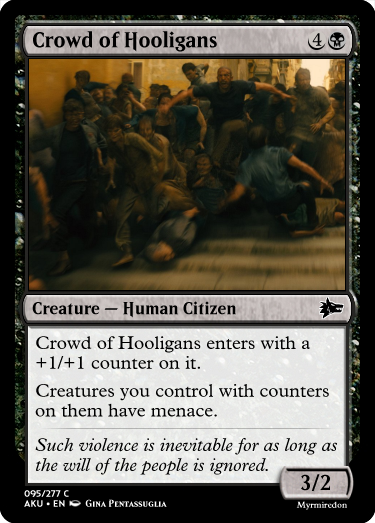 Crowd of Hooligans 4
Creature — Human Citizen
Crowd of Hooligans enters with a
+1/+1 counter on it.
Creatures you control with counters
on them have menace.
Such violence is inevitable for as long as
the will of the people is ignored.
3/2
095/277 C
AKU • EN GINA PENTASSUGLIA
Myrmiredon